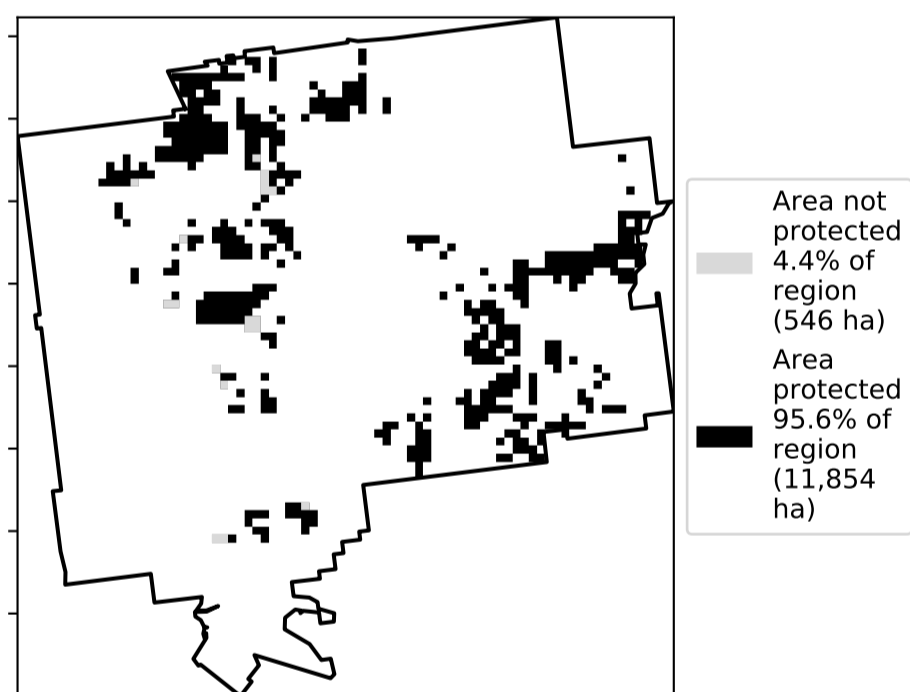 Area not
protected
4.4% of
region
(546 ha)
Area
protected
95.6% of
region
(11,854
ha)